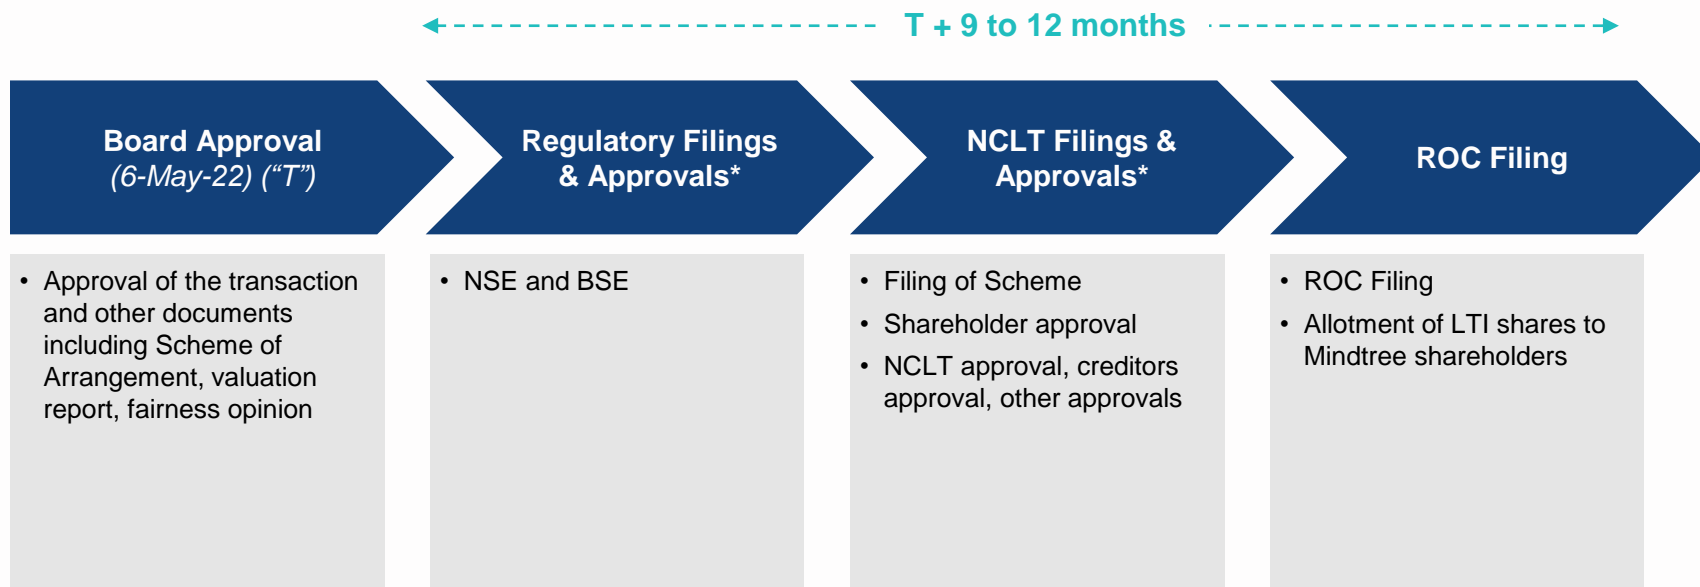 T + 9 to 12 months
Board Approval
(6-May-22) (“T”)
Regulatory Filings
& Approvals*
NCLT Filings &
Approvals*
ROC Filing
• Approval of the transaction
and other documents
including Scheme of
Arrangement, valuation
report, fairness opinion
• NSE and BSE
• Filing of Scheme
• Shareholder approval
• NCLT approval, creditors
approval, other approvals
• ROC Filing
• Allotment of LTI shares to
Mindtree shareholders